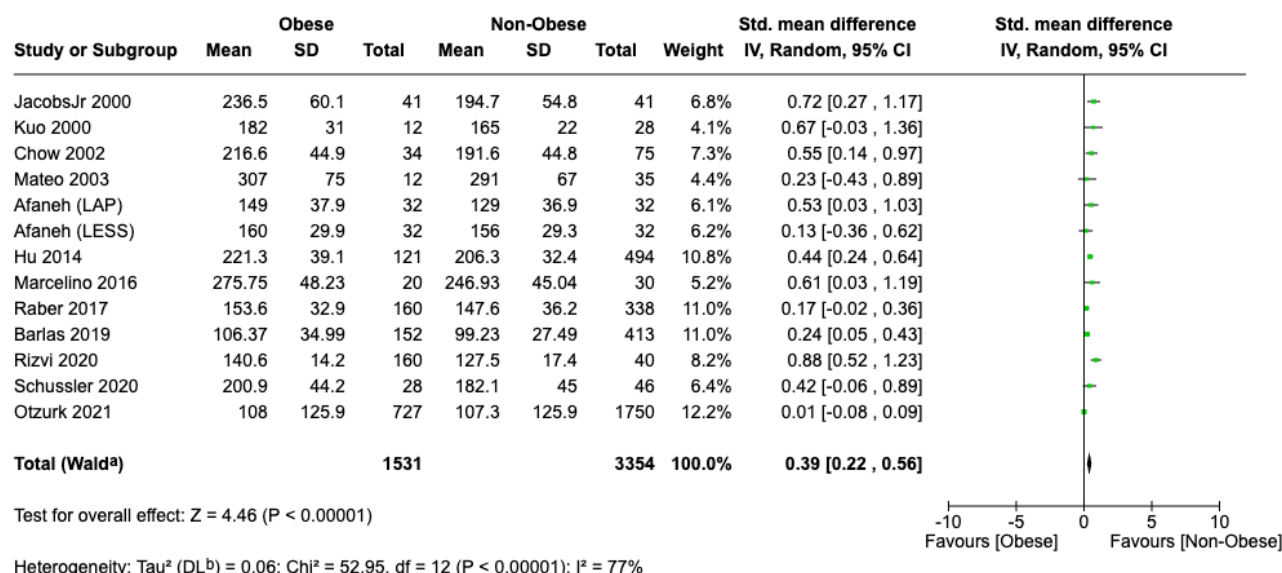 Obese Non-Obese Std. mean difference Std. mean difference
Study or Subgroup Mean SD Total Mean SD Total Weight IV, Random, 95% CI IV, Random, 95% CI
JacobsJr 2000 236.5 60.1 41 194.7 54.8 41 6.8% 0.72 [0.27 , 1.17]
Kuo 2000 182 31 12 165 22 28 4.1% 0.67 [-0.03 , 1.36]
Chow 2002 216.6 44.9 34 191.6 44.8 75 7.3% 0.55 [0.14 , 0.97]
Mateo 2003 307 75 12 291 67 35 4.4% 0.23 [-0.43 , 0.89]
Afaneh (LAP) 149 37.9 32 129 36.9 32 6.1% 0.53 [0.03 , 1.03]
Afaneh (LESS) 160 29.9 32 156 29.3 32 6.2% 0.13 [-0.36 , 0.62]
Hu 2014 221.3 39.1 121 206.3 32.4 494 10.8% 0.44 [0.24 , 0.64]
Marcelino 2016 275.75 48.23 20 246.93 45.04 30 5.2% 0.61 [0.03 , 1.19]
Raber 2017 153.6 32.9 160 147.6 36.2 338 11.0% 0.17 [-0.02 , 0.36]
Barlas 2019 106.37 34.99 152 99.23 27.49 413 11.0% 0.24 [0.05 , 0.43]
Rizvi 2020 140.6 14.2 160 127.5 17.4 40 8.2% 0.88 [0.52 , 1.23]
Schussler 2020 200.9 44.2 28 182.1 45 46 6.4% 0.42 [-0.06 , 0.89]
Otzurk 2021 108 125.9 727 107.3 125.9 1750 12.2% 0.01 [-0.08 , 0.09]
Total (Waldᵃ) 1531 3354 100.0% 0.39 [0.22 , 0.56]
Test for overall effect: Z = 4.46 (P < 0.00001)
-10 -5 0 5 10
Favours [Obese] Favours [Non-Obese]
Heterogeneity: Tau² (DLᵇ) = 0.06; Chi² = 52.95, df = 12 (P < 0.00001); I² = 77%